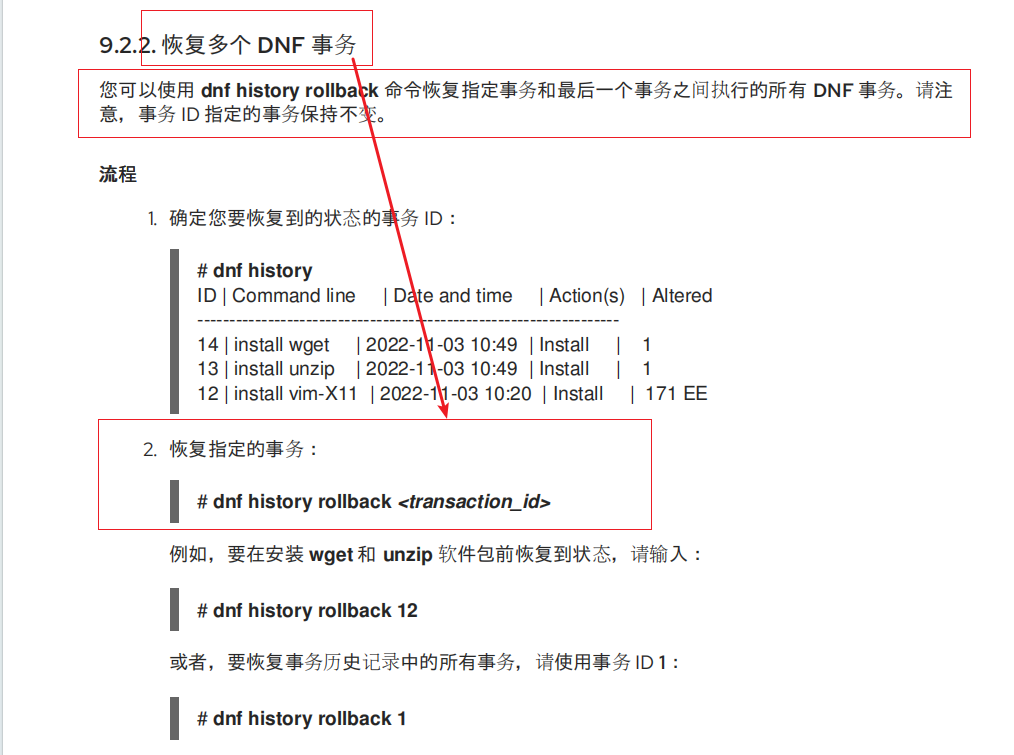 9.2.2. 恢复多个 DNF 事务
您可以使用 dnf history rollback 命令恢复指定事务和最后一个事务之间执行的所有 DNF 事务。请注
意，事务 ID 指定的事务保持不变。
流程
1. 确定您要恢复到的状态的事务 ID：
# dnf history
ID | Command line | Date and time | Action(s) | Altered
-------------------------------------------------------------------
14 | install wget | 2022-11-03 10:49 | Install | 1
13 | install unzip | 2022-11-03 10:49 | Install | 1
12 | install vim-X11 | 2022-11-03 10:20 | Install | 171 EE
2. 恢复指定的事务：
# dnf history rollback <transaction_id>
例如，要在安装 wget 和 unzip 软件包前恢复到状态，请输入：
# dnf history rollback 12
或者，要恢复事务历史记录中的所有事务，请使用事务 ID 1：
# dnf history rollback 1